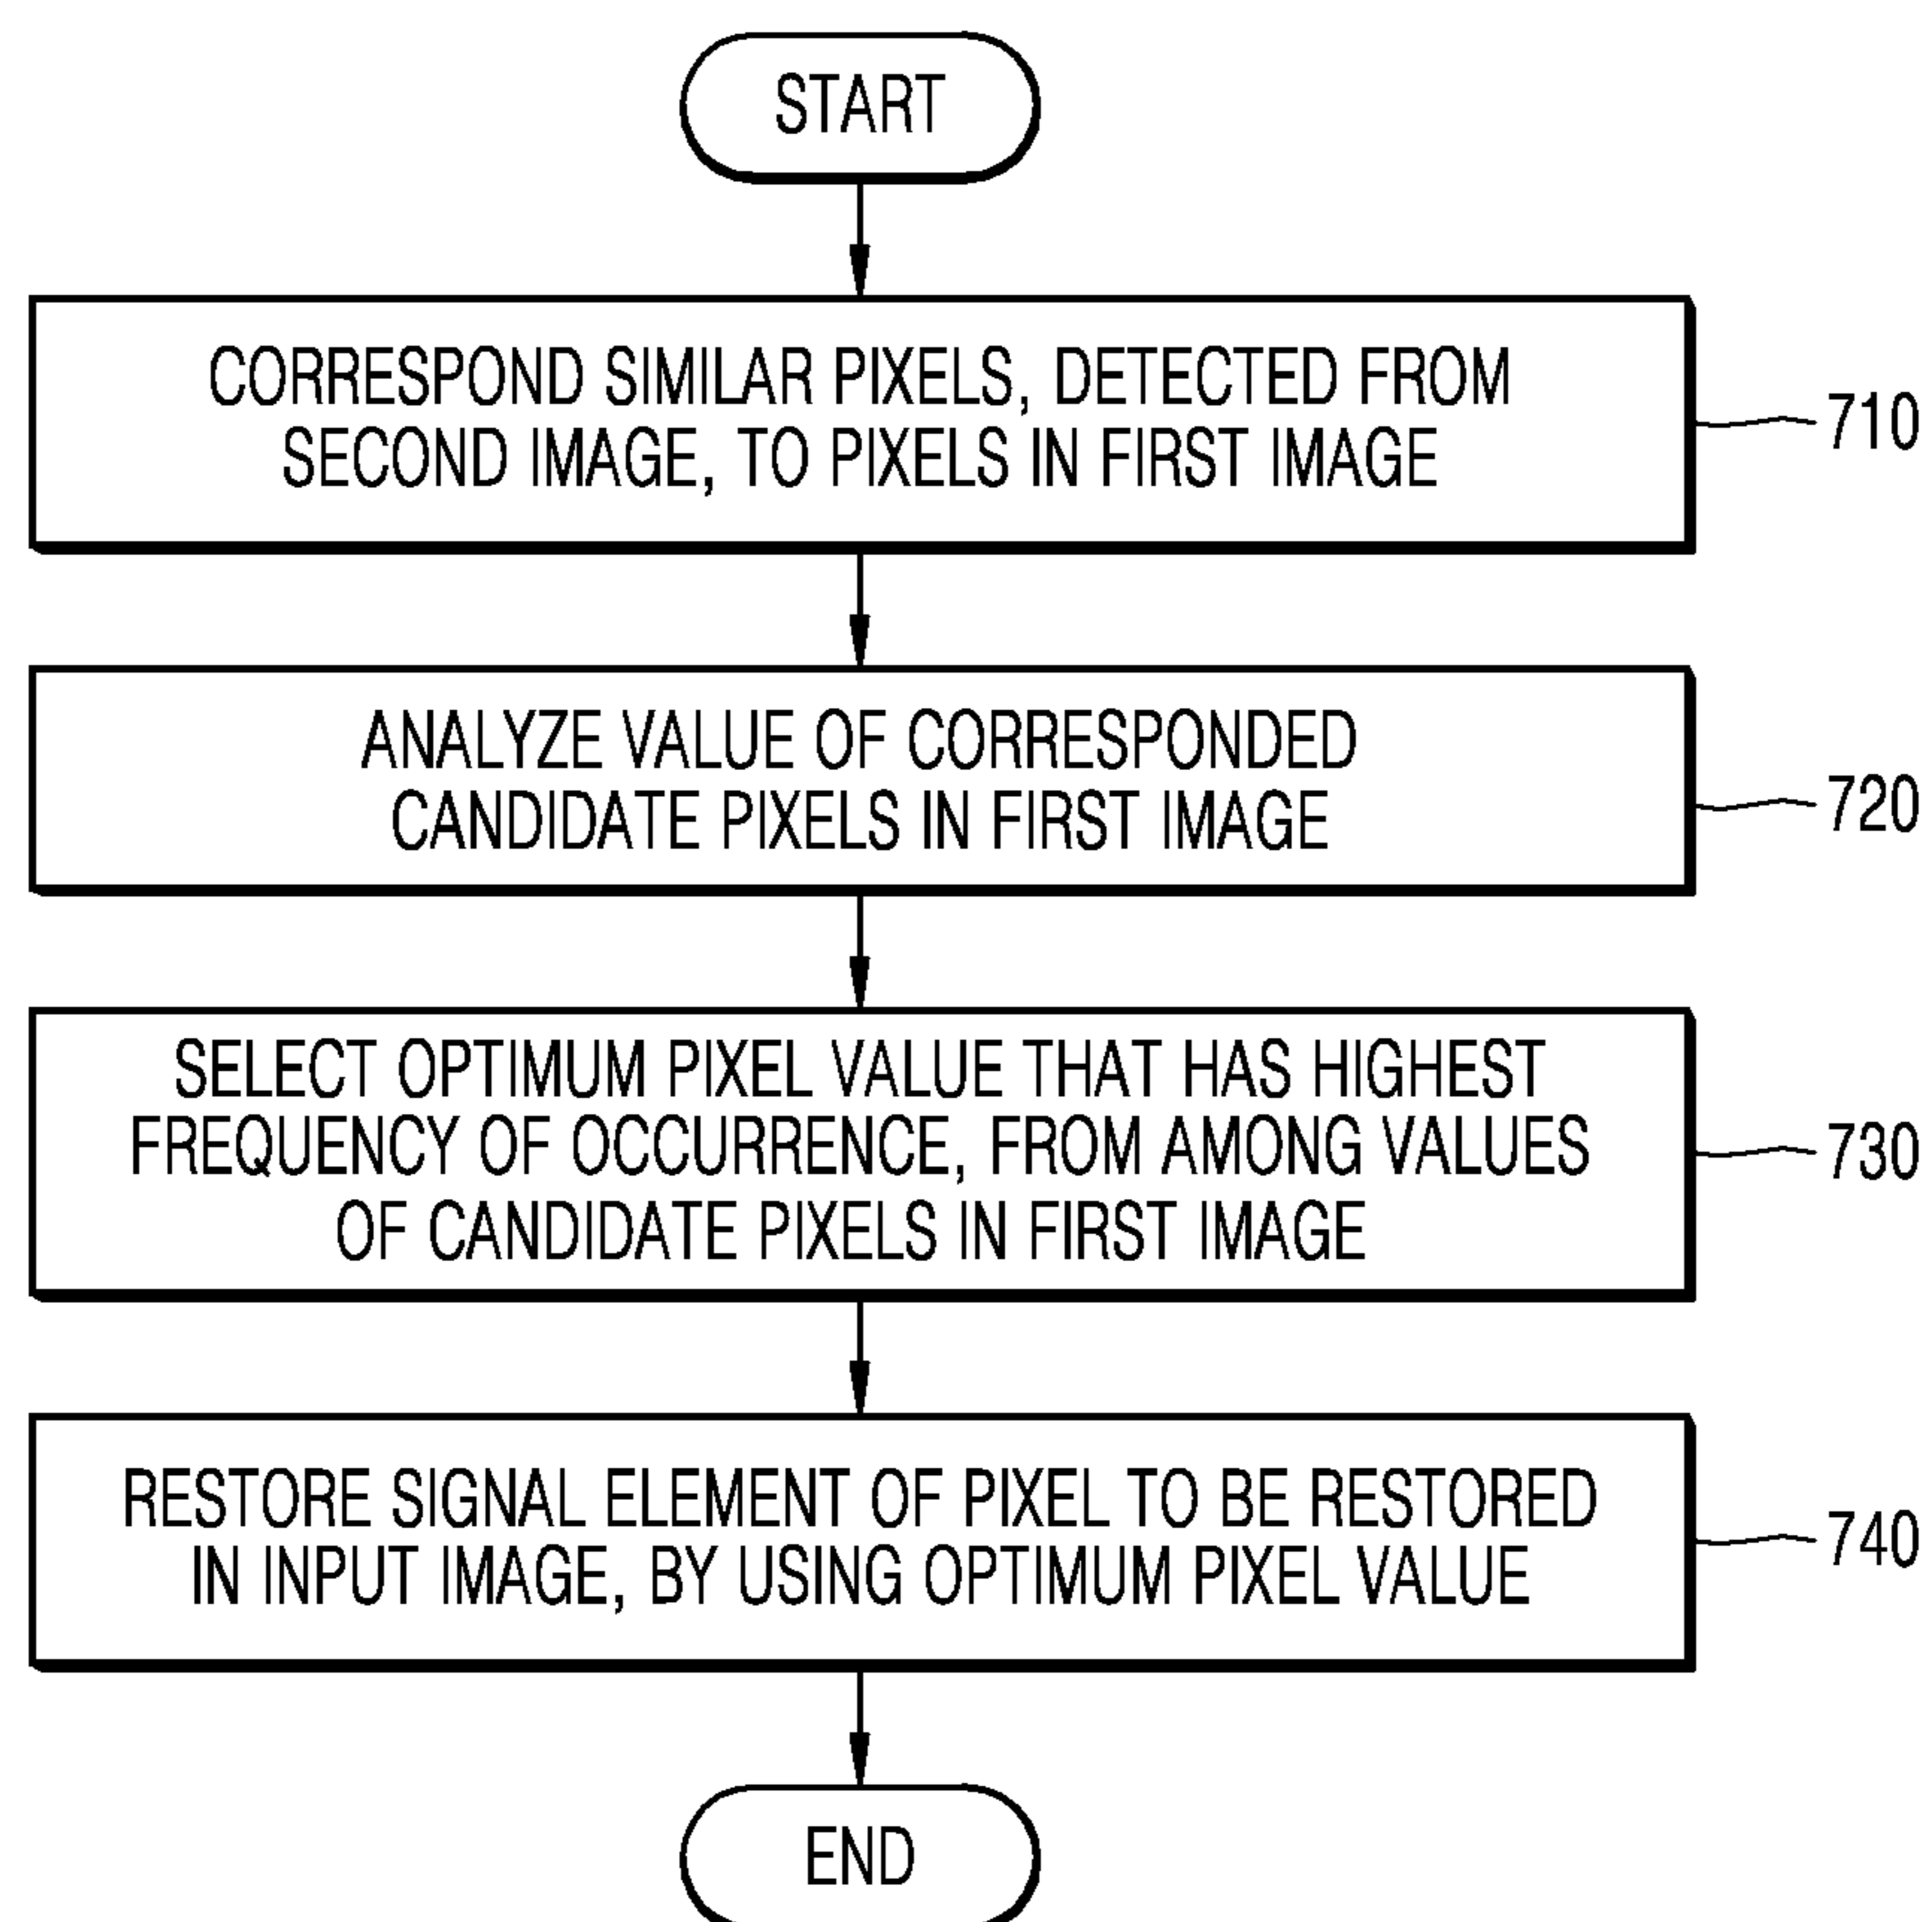 START
CORRESPOND SIMILAR PIXELS, DETECTED FROM
SECOND IMAGE, TO PIXELS IN FIRST IMAGE
710
ANALYZE VALUE OF CORRESPONDED
CANDIDATE PIXELS IN FIRST IMAGE
720
SELECT OPTIMUM PIXEL VALUE THAT HAS HIGHEST
FREQUENCY OF OCCURRENCE, FROM AMONG VALUES
OF CANDIDATE PIXELS IN FIRST IMAGE
730
RESTORE SIGNAL ELEMENT OF PIXEL TO BE RESTORED
IN INPUT IMAGE, BY USING OPTIMUM PIXEL VALUE
740
END